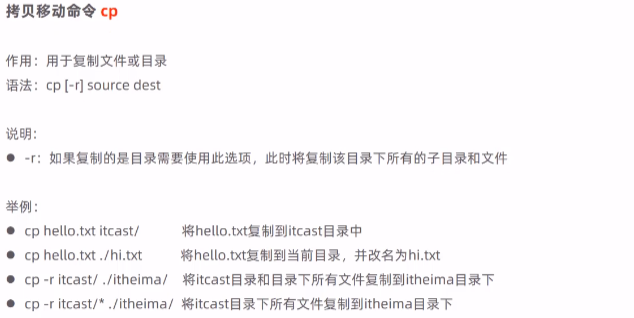 拷贝移动命令 cp
作用：用于复制文件或目录
语法：cp [-r] source dest
说明：
● -r：如果复制的是目录需要使用此选项，此时将复制该目录下所有的子目录和文件
举例：
● cp hello.txt itcast/ 将hello.txt复制到itcast目录中
● cp hello.txt ./hi.txt 将hello.txt复制到当前目录，并改名为hi.txt
● cp -r itcast/ ./itheima/ 将itcast目录和目录下所有文件复制到itheima目录下
● cp -r itcast/* ./itheima/ 将itcast目录下所有文件复制到itheima目录下